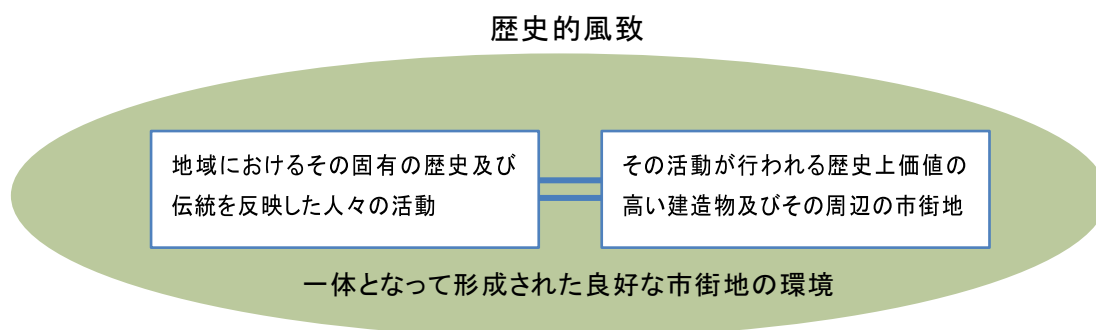 歴史的風致
地域におけるその固有の歴史及び
伝統を反映した人々の活動
その活動が行われる歴史上価値の
高い建造物及びその周辺の市街地
一体となって形成された良好な市街地の環境